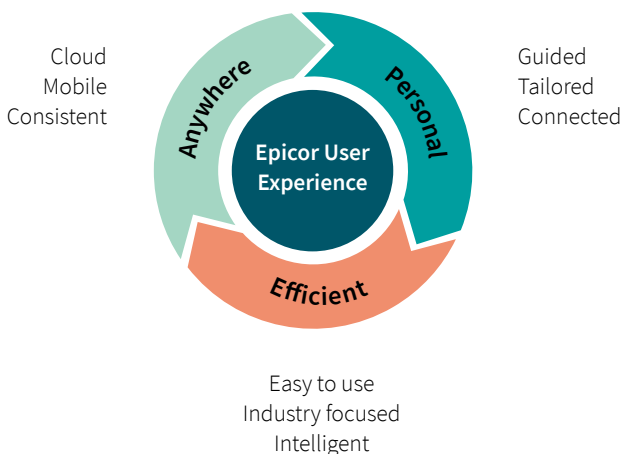 Cloud
Mobile
Consistent
Anywhere
Personal
Guided
Tailored
Connected
Epicor User
Experience
Efficient
Easy to use
Industry focused
Intelligent